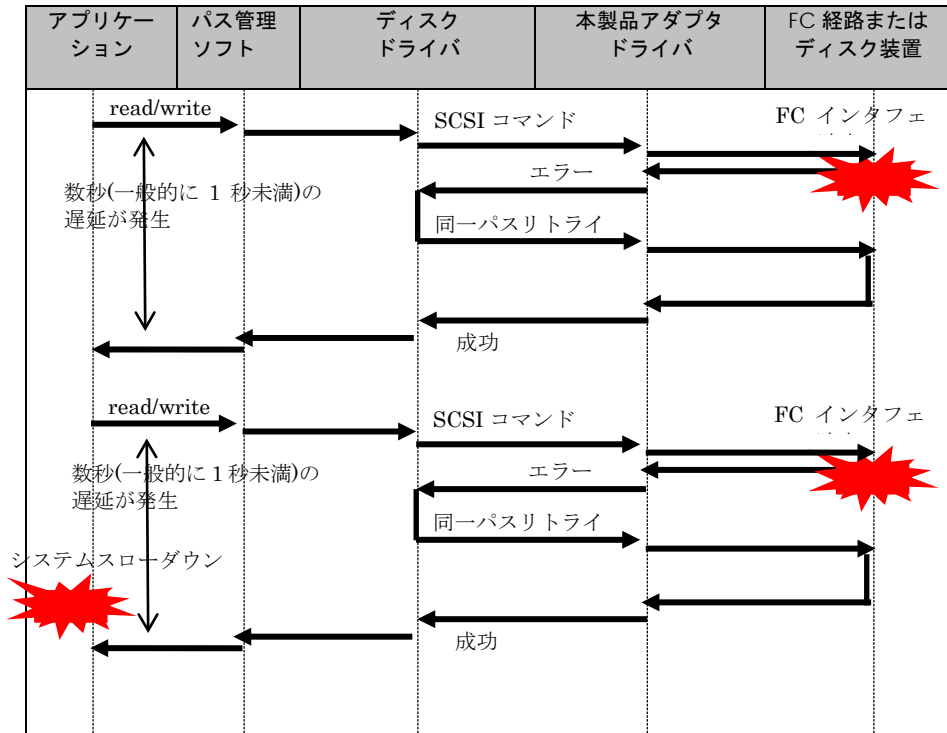 アプリケー
ション
パス管理
ソフト
ディスク
ドライバ
本製品アダプタ
ドライバ
FC 経路または
ディスク装置
read/write
SCSI コマンド
FC インタフェ
エラー
数秒(一般的に 1 秒未満)の
遅延が発生
同一パスリトライ
成功
read/write
SCSI コマンド
FC インタフェ
エラー
数秒(一般的に 1 秒未満)の
遅延が発生
同一パスリトライ
システムスローダウン
成功